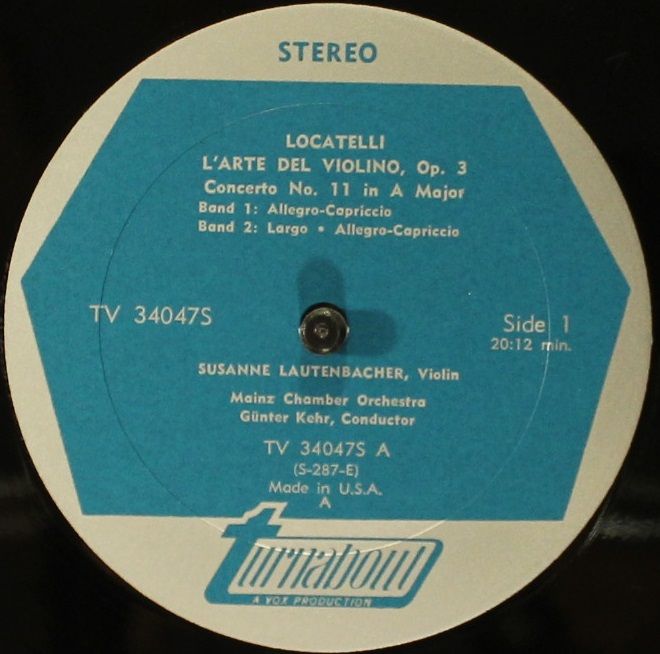 STEREO
LOCATELLI
L'ARTE DEL VIOLINO, Op. 3
Concerto No. 11 in A Major
Band 1: Allegro-Capriccio
Band 2: Largo • Allegro-Capriccio
TV 34047S
Side 1
20:12 min.
SUSANNE LAUTENBACHER, Violin
Mainz Chamber Orchestra
Günter Kehr, Conductor
TV 34047S A
(S-287-E)
Made in U.S.A.
A
turnabout
A VOX PRODUCTION